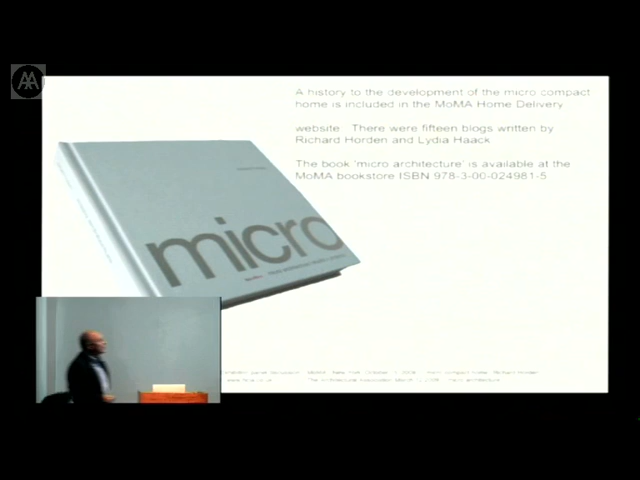 A history to the development of the micro compact
home is included in the MoMA Home Delivery
website There were fifteen blogs written by
Richard Horden and Lydia Haack
The book 'micro architecture' is available at the
MoMA bookstore ISBN 978-3-00-024981-5
micro
AA